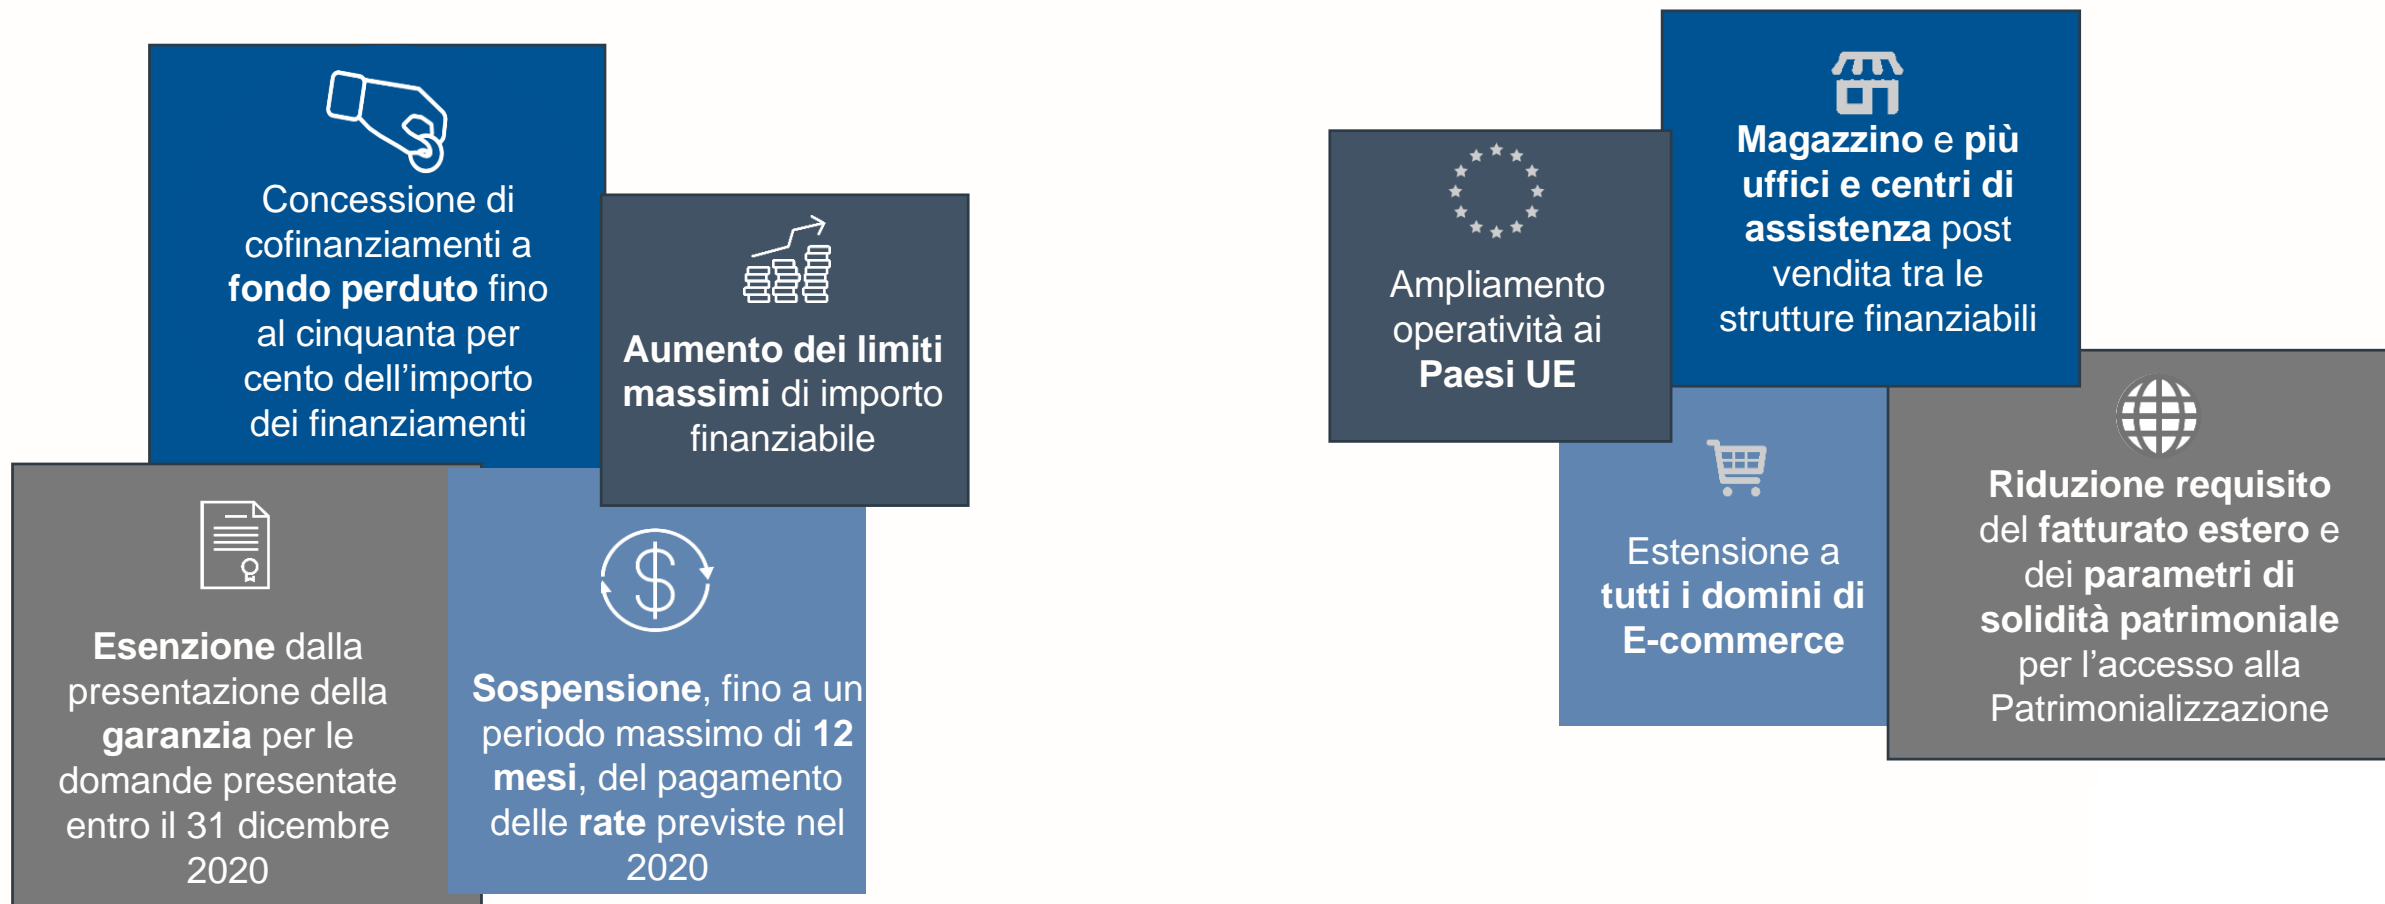 Concessione di
cofinanziamenti a
fondo perduto fino
al cinquanta per
cento dell’importo
dei finanziamenti
Aumento dei limiti
massimi di importo
finanziabile
Esenzione dalla
presentazione della
garanzia per le
domande presentate
entro il 31 dicembre
2020
Sospensione, fino a un
periodo massimo di 12
mesi, del pagamento
delle rate previste nel
2020
Ampliamento
operatività ai
Paesi UE
Magazzino e più
uffici e centri di
assistenza post
vendita tra le
strutture finanziabili
Estensione a
tutti i domini di
E-commerce
Riduzione requisito
del fatturato estero e
dei parametri di
solidità patrimoniale
per l’accesso alla
Patrimonializzazione